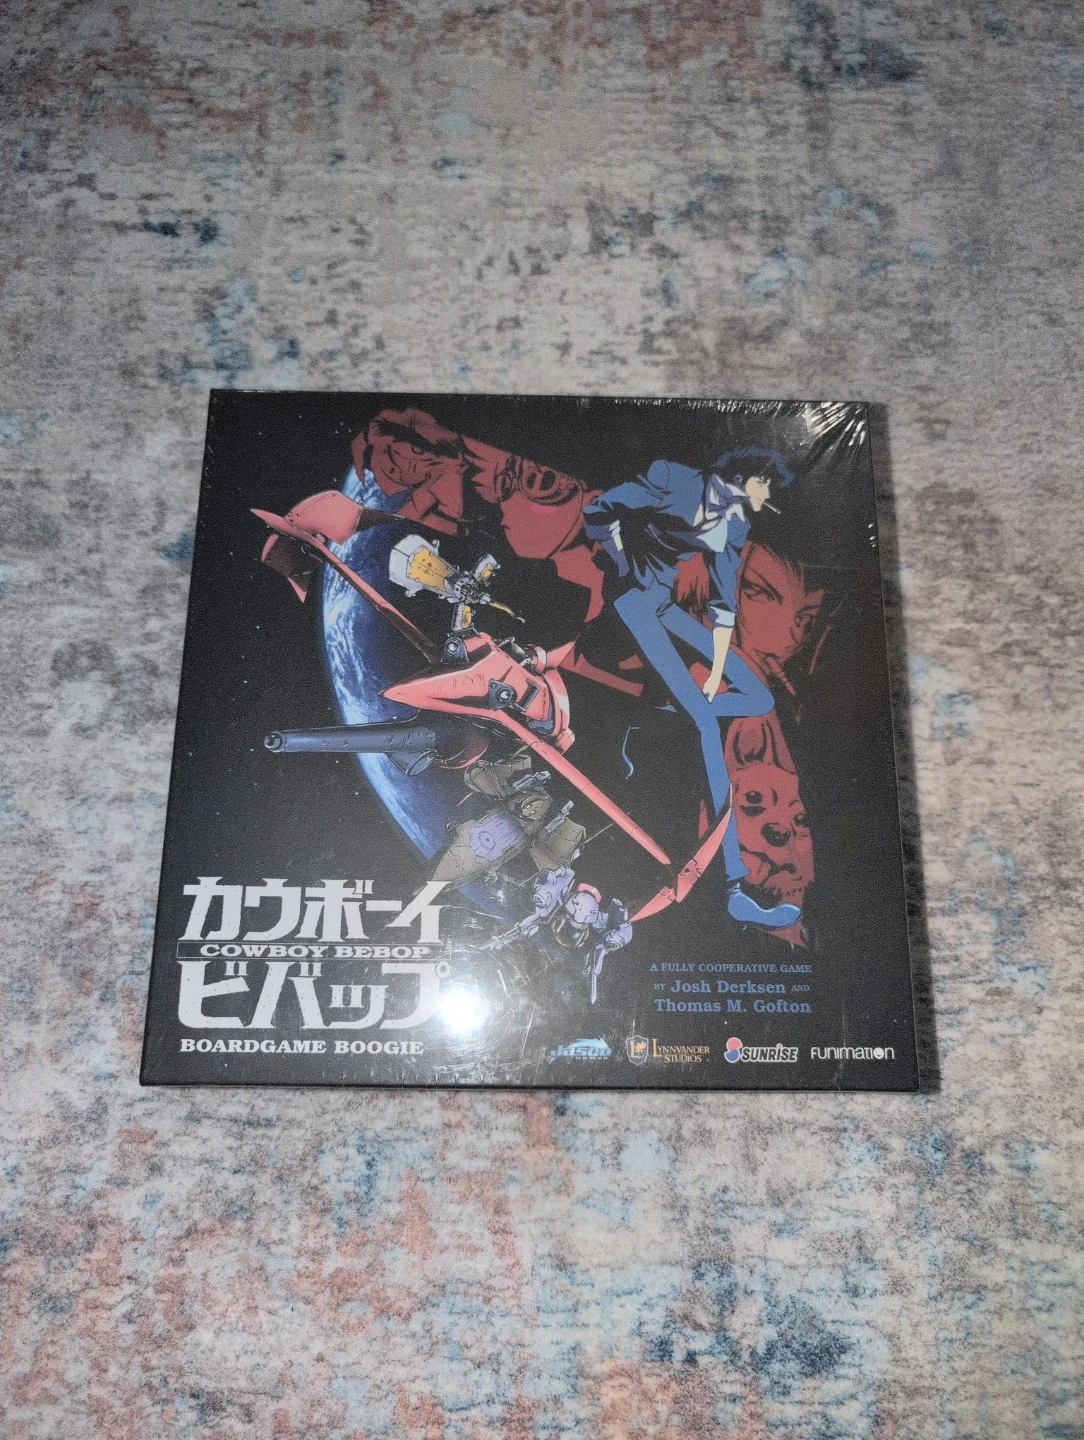 カウボーイ
COWBOY BEBOP
ビバップ
BOARDGAME BOOGIE
A FULLY COOPERATIVE GAME
BY Josh Derksen AND
Thomas M. Gofton
JASCO
LYNNVANDER
STUDIOS
SUNRISE
FUNIMATION